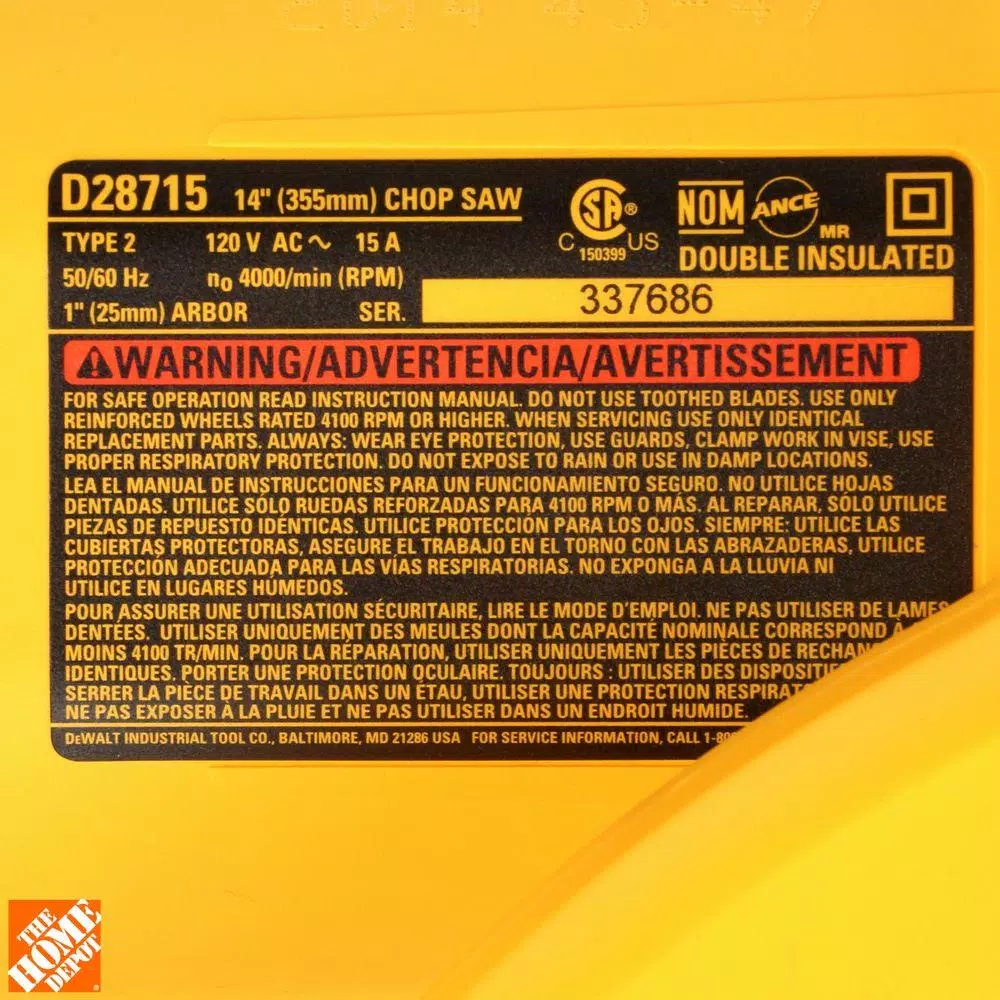 D28715 14" (355mm) CHOP SAW
TYPE 2 120 V AC ~ 15 A
50/60 Hz n₀ 4000/min (RPM)
1" (25mm) ARBOR SER. 337686
CSA®
C US
150399
NOM ANCE MR
DOUBLE INSULATED
⚠WARNING/ADVERTENCIA/AVERTISSEMENT
FOR SAFE OPERATION READ INSTRUCTION MANUAL. DO NOT USE TOOTHED BLADES. USE ONLY
REINFORCED WHEELS RATED 4100 RPM OR HIGHER. WHEN SERVICING USE ONLY IDENTICAL
REPLACEMENT PARTS. ALWAYS: WEAR EYE PROTECTION, USE GUARDS, CLAMP WORK IN VISE, USE
PROPER RESPIRATORY PROTECTION. DO NOT EXPOSE TO RAIN OR USE IN DAMP LOCATIONS.
LEA EL MANUAL DE INSTRUCCIONES PARA UN FUNCIONAMIENTO SEGURO. NO UTILICE HOJAS
DENTADAS. UTILICE SÓLO RUEDAS REFORZADAS PARA 4100 RPM O MÁS. AL REPARAR, SÓLO UTILICE
PIEZAS DE REPUESTO IDÉNTICAS. UTILICE PROTECCIÓN PARA LOS OJOS. SIEMPRE: UTILICE LAS
CUBIERTAS PROTECTORAS, ASEGURE EL TRABAJO EN EL TORNO CON LAS ABRAZADERAS, UTILICE
PROTECCIÓN ADECUADA PARA LAS VÍAS RESPIRATORIAS. NO EXPONGA A LA LLUVIA NI
UTILICE EN LUGARES HÚMEDOS.
POUR ASSURER UNE UTILISATION SÉCURITAIRE, LIRE LE MODE D'EMPLOI. NE PAS UTILISER DE LAMES
DENTÉES. UTILISER UNIQUEMENT DES MEULES DONT LA CAPACITÉ NOMINALE CORRESPOND À
MOINS 4100 TR/MIN. POUR LA RÉPARATION, UTILISER UNIQUEMENT LES PIÈCES DE RECHAN
IDENTIQUES. PORTER UNE PROTECTION OCULAIRE. TOUJOURS : UTILISER DES DISPOSITI
SERRER LA PIÈCE DE TRAVAIL DANS UN ÉTAU, UTILISER UNE PROTECTION RESPIRAT
NE PAS EXPOSER À LA PLUIE ET NE PAS UTILISER DANS UN ENDROIT HUMIDE.
DEWALT INDUSTRIAL TOOL CO., BALTIMORE, MD 21286 USA FOR SERVICE INFORMATION, CALL 1-80
THE
HOME
DEPOT